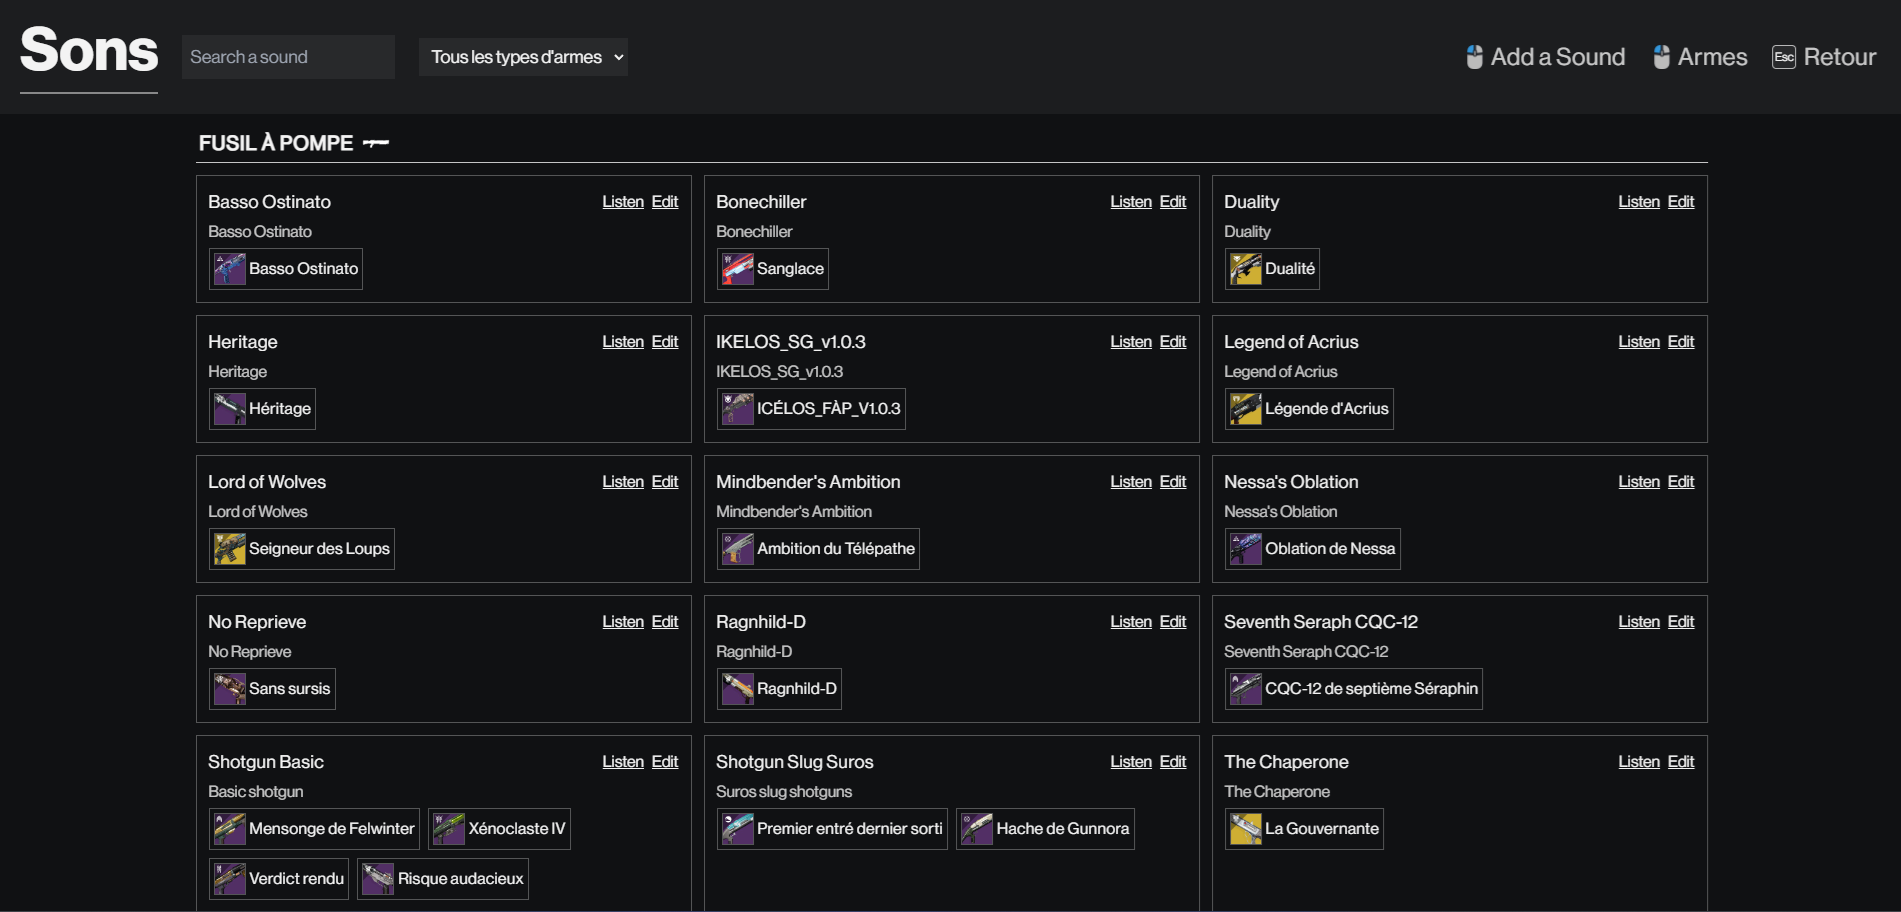 Sons
Search a sound
Tous les types d'armes
Add a Sound
Armes
Esc Retour
FUSIL À POMPE
Basso Ostinato Listen Edit
Basso Ostinato
Basso Ostinato
Bonechiller Listen Edit
Bonechiller
Sanglace
Duality Listen Edit
Duality
Dualité
Heritage Listen Edit
Heritage
Héritage
IKELOS_SG_v1.0.3 Listen Edit
IKELOS_SG_v1.0.3
ICÉLOS_FÀP_V1.0.3
Legend of Acrius Listen Edit
Legend of Acrius
Légende d'Acrius
Lord of Wolves Listen Edit
Lord of Wolves
Seigneur des Loups
Mindbender's Ambition Listen Edit
Mindbender's Ambition
Ambition du Télépathe
Nessa's Oblation Listen Edit
Nessa's Oblation
Oblation de Nessa
No Reprieve Listen Edit
No Reprieve
Sans sursis
Ragnhild-D Listen Edit
Ragnhild-D
Ragnhild-D
Seventh Seraph CQC-12 Listen Edit
Seventh Seraph CQC-12
CQC-12 de septième Séraphin
Shotgun Basic Listen Edit
Basic shotgun
Mensonge de Felwinter Xénoclaste IV
Verdict rendu Risque audacieux
Shotgun Slug Suros Listen Edit
Suros slug shotguns
Premier entré dernier sorti Hache de Gunnora
The Chaperone Listen Edit
The Chaperone
La Gouvernante